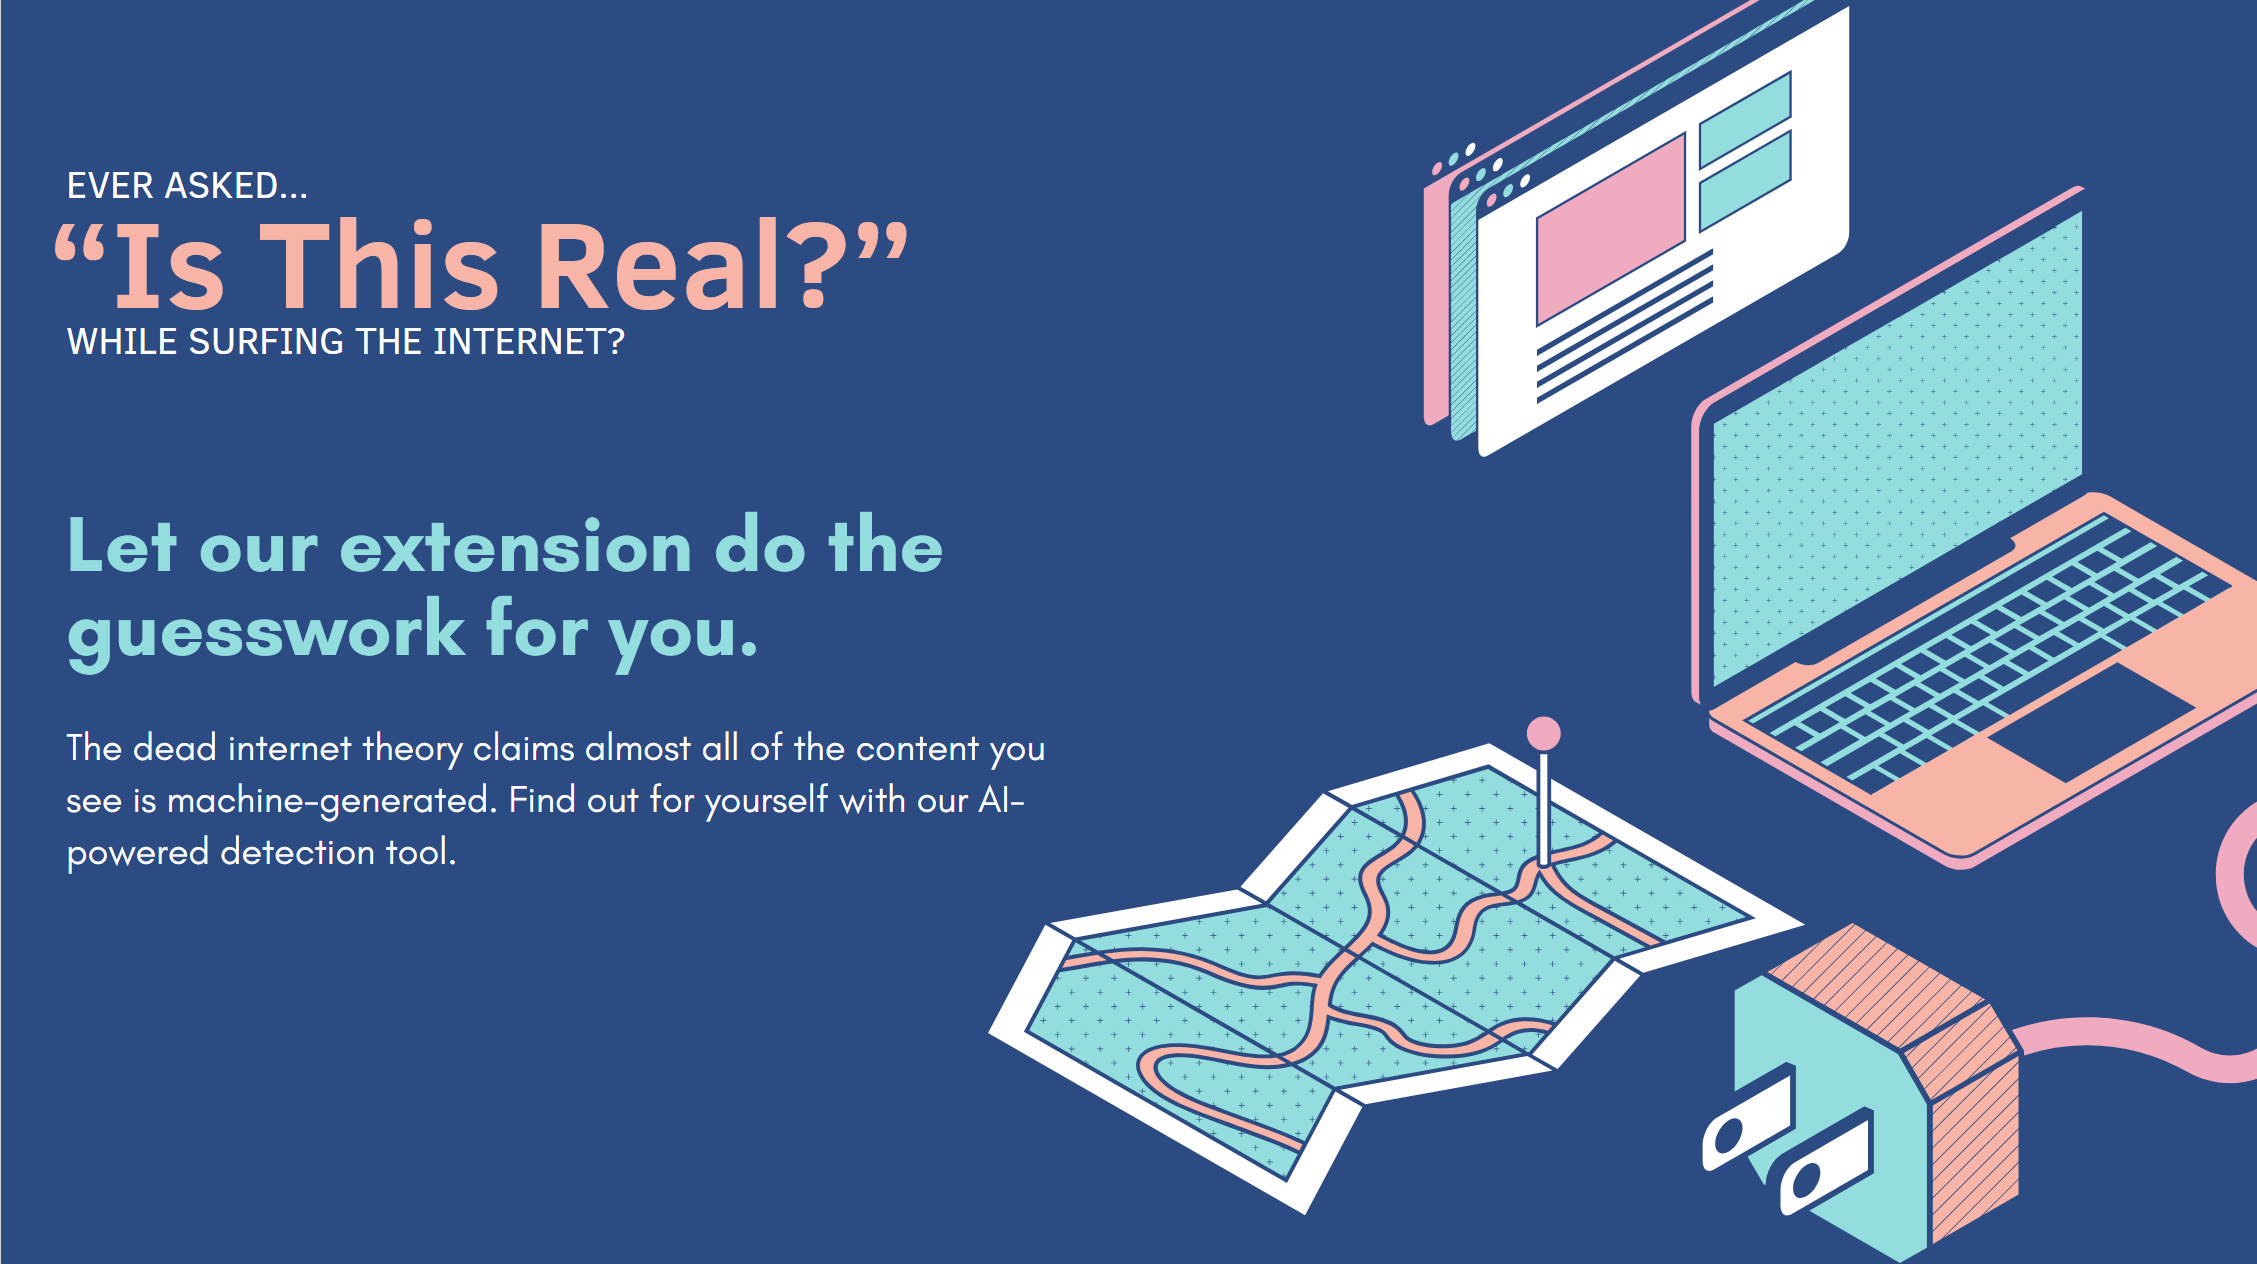 EVER ASKED...
“Is This Real?”
WHILE SURFING THE INTERNET?
Let our extension do the
guesswork for you.
The dead internet theory claims almost all of the content you
see is machine-generated. Find out for yourself with our AI-
powered detection tool.